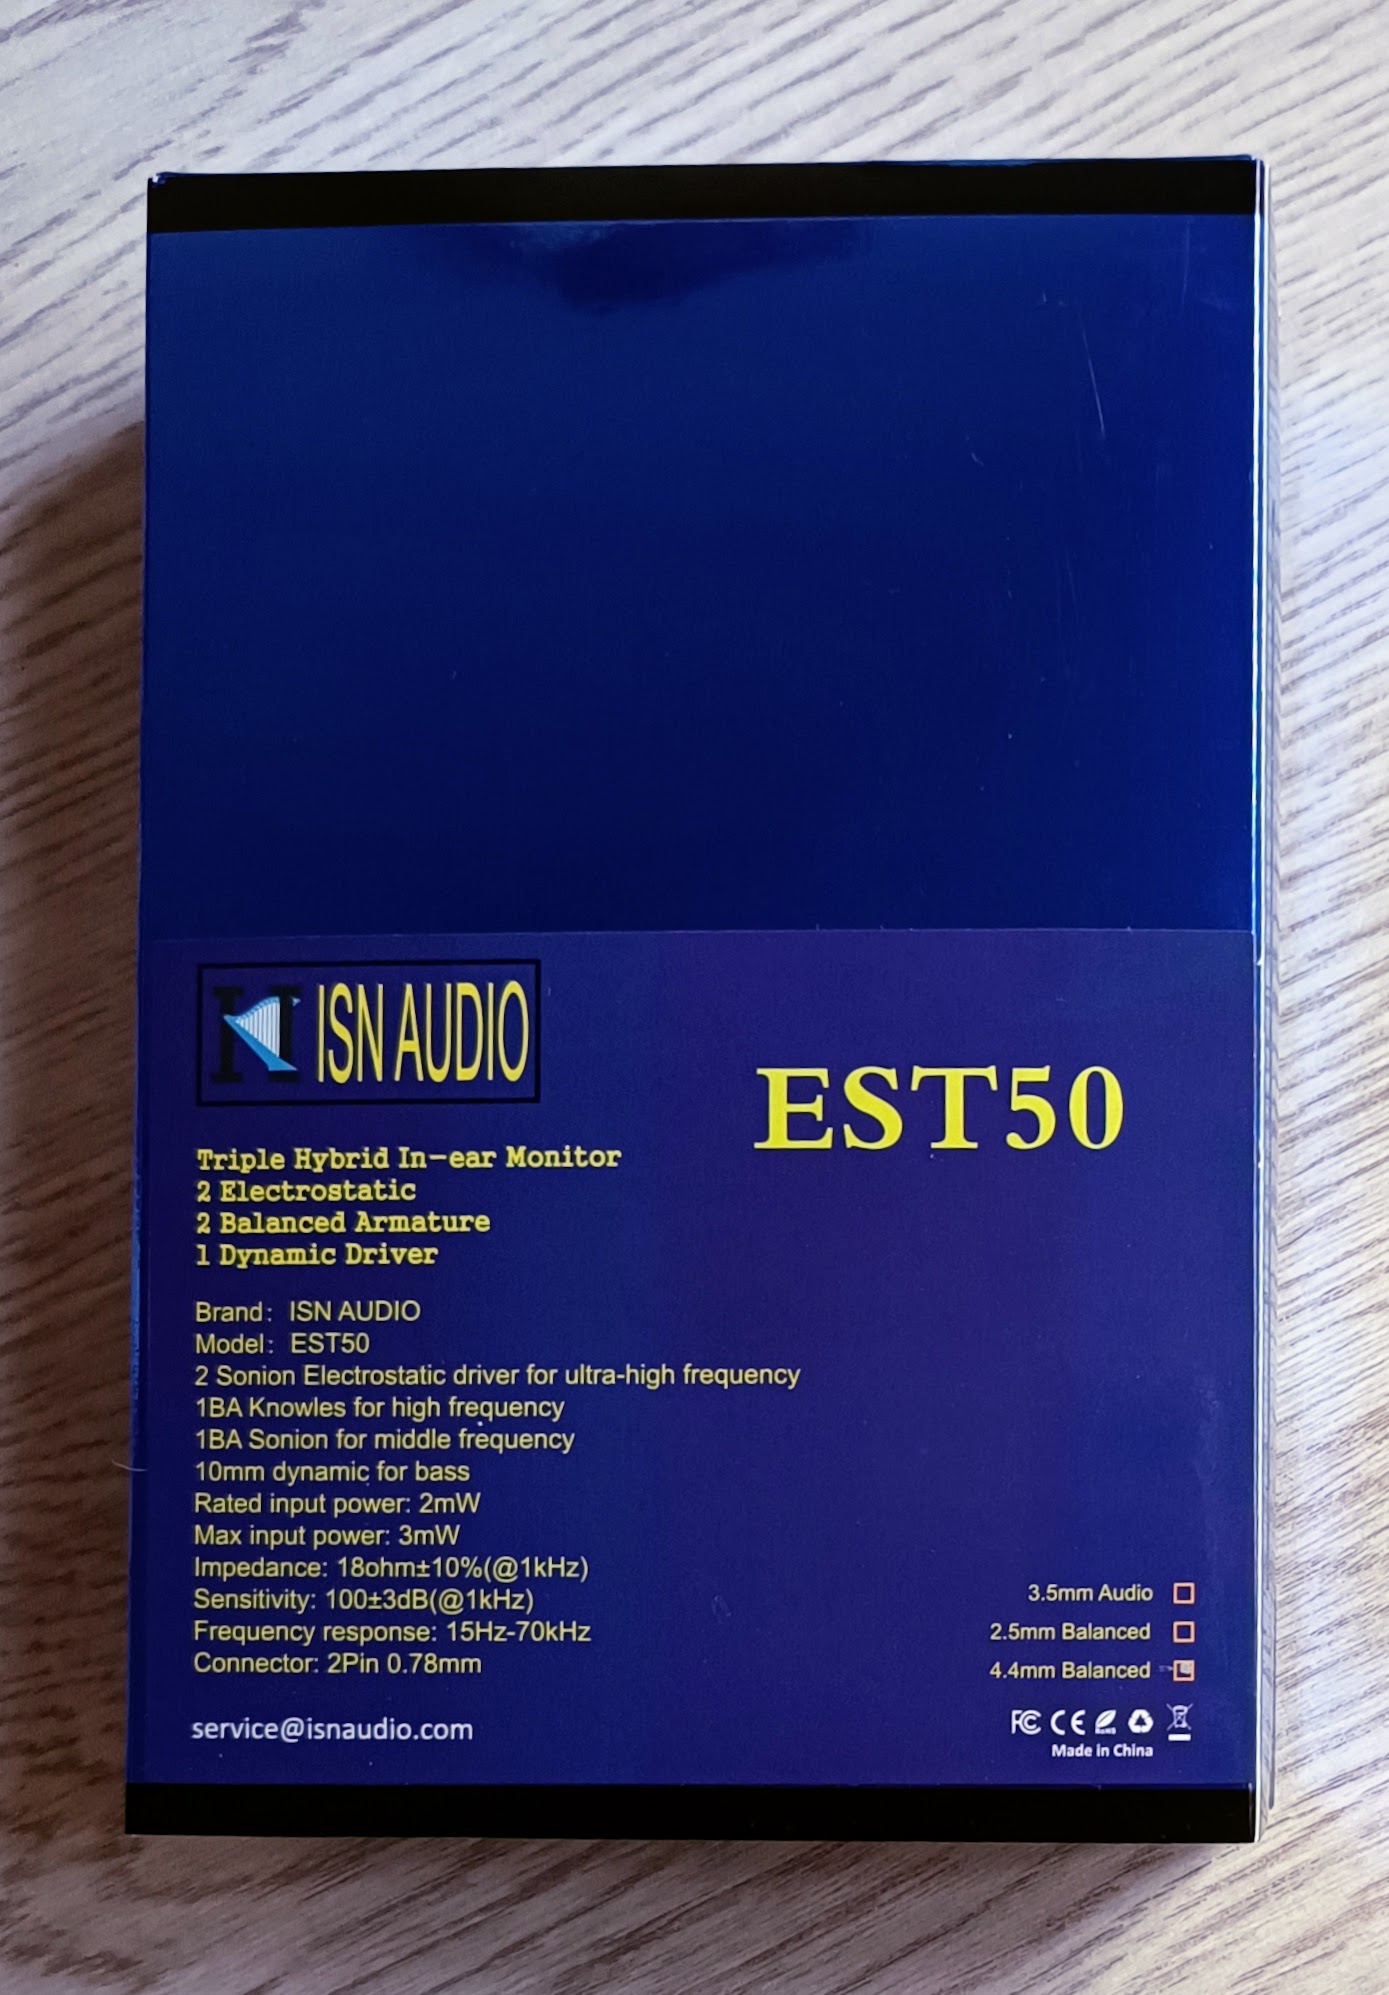 ISN AUDIO
EST50
Triple Hybrid In-ear Monitor
2 Electrostatic
2 Balanced Armature
1 Dynamic Driver
Brand: ISN AUDIO
Model: EST50
2 Sonion Electrostatic driver for ultra-high frequency
1BA Knowles for high frequency
1BA Sonion for middle frequency
10mm dynamic for bass
Rated input power: 2mW
Max input power: 3mW
Impedance: 18ohm±10%(@1kHz)
Sensitivity: 100±3dB(@1kHz)
Frequency response: 15Hz-70kHz
Connector: 2Pin 0.78mm
service@isnaudio.com
3.5mm Audio
2.5mm Balanced
4.4mm Balanced
FC CE RoHS
Made in China